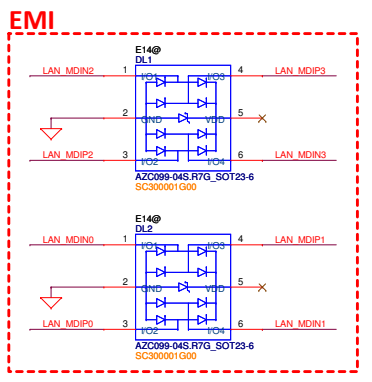 EMI
E14@
DL1
LAN_MDIN2 1 I/O1 I/O3 4 LAN_MDIP3
2 GND VDD 5
LAN_MDIP2 3 I/O2 I/O4 6 LAN_MDIN3
AZC099-04S.R7G_SOT23-6
SC300001G00
E14@
DL2
LAN_MDIN0 1 I/O1 I/O3 4 LAN_MDIP1
2 GND VDD 5
LAN_MDIP0 3 I/O2 I/O4 6 LAN_MDIN1
AZC099-04S.R7G_SOT23-6
SC300001G00